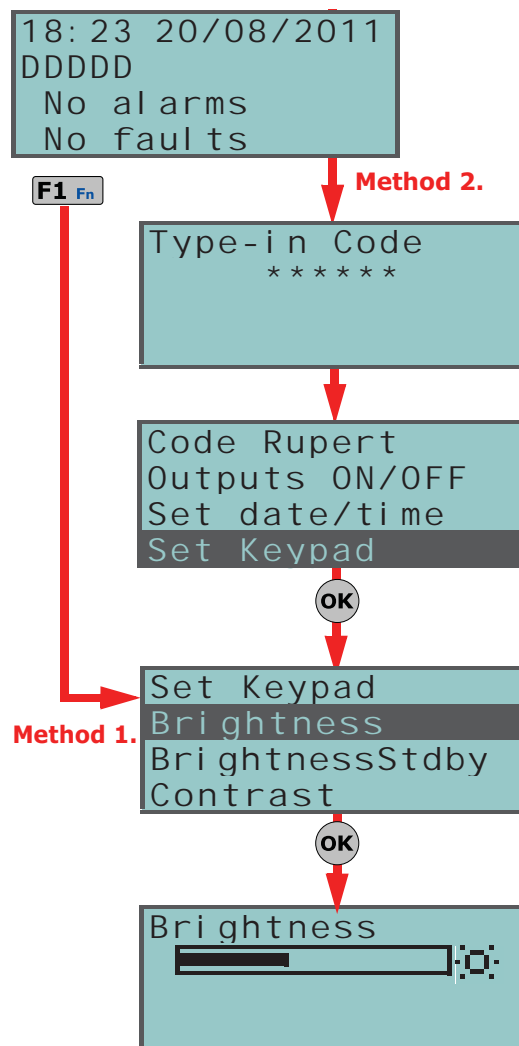 18:23 20/08/2011
DDDDD
No alarms
No faults
F1 Fn
Method 2.
Type-in Code
******
Code Rupert
Outputs ON/OFF
Set date/time
Set Keypad
OK
Set Keypad
Method 1.
Brightness
BrightnessStdby
Contrast
OK
Brightness